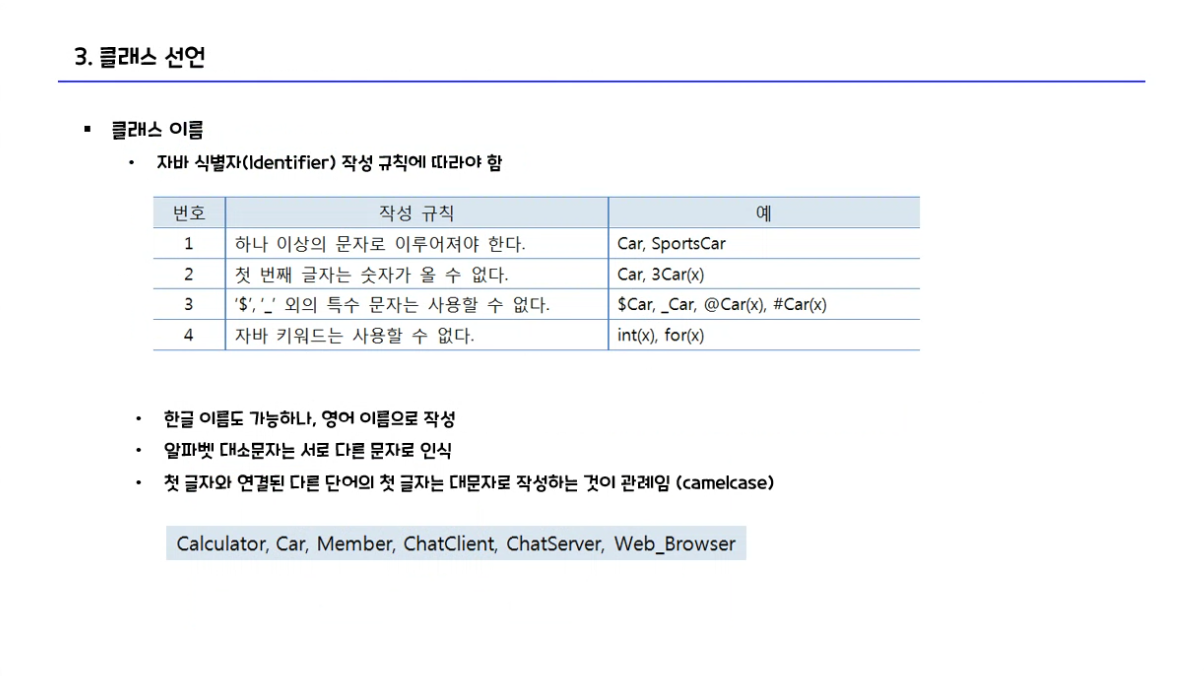 3. 클래스 선언
▪ 클래스 이름
• 자바 식별자(Identifier) 작성 규칙에 따라야 함
번호 작성 규칙 예
1 하나 이상의 문자로 이루어져야 한다. Car, SportsCar
2 첫 번째 글자는 숫자가 올 수 없다. Car, 3Car(x)
3 ‘$’, ‘_’ 외의 특수 문자는 사용할 수 없다. $Car, _Car, @Car(x), #Car(x)
4 자바 키워드는 사용할 수 없다. int(x), for(x)
• 한글 이름도 가능하나, 영어 이름으로 작성
• 알파벳 대소문자는 서로 다른 문자로 인식
• 첫 글자와 연결된 다른 단어의 첫 글자는 대문자로 작성하는 것이 관례임 (camelcase)
Calculator, Car, Member, ChatClient, ChatServer, Web_Browser